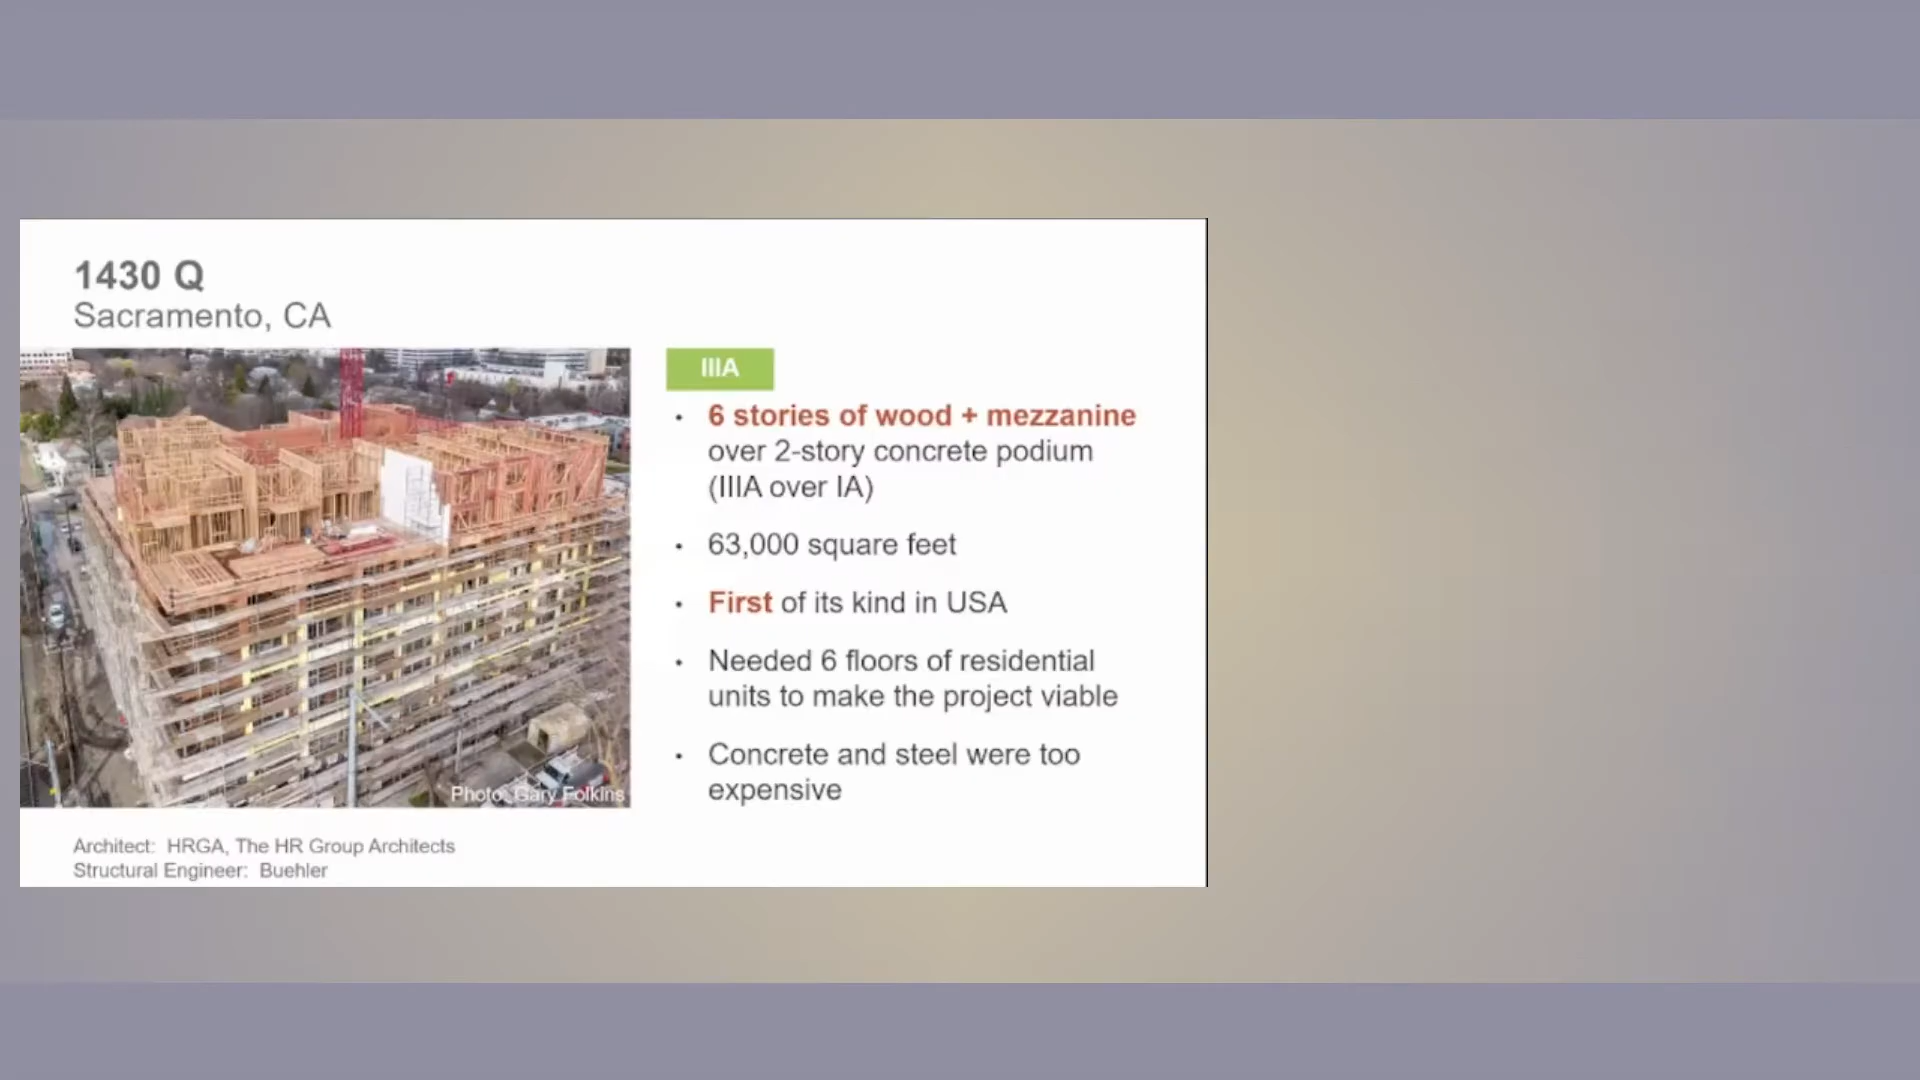 1430 Q
Sacramento, CA
IIIA
• 6 stories of wood + mezzanine
over 2-story concrete podium
(IIIA over IA)
• 63,000 square feet
• First of its kind in USA
• Needed 6 floors of residential
units to make the project viable
• Concrete and steel were too
expensive
Photo: Gary Folkins
Architect: HRGA, The HR Group Architects
Structural Engineer: Buehler